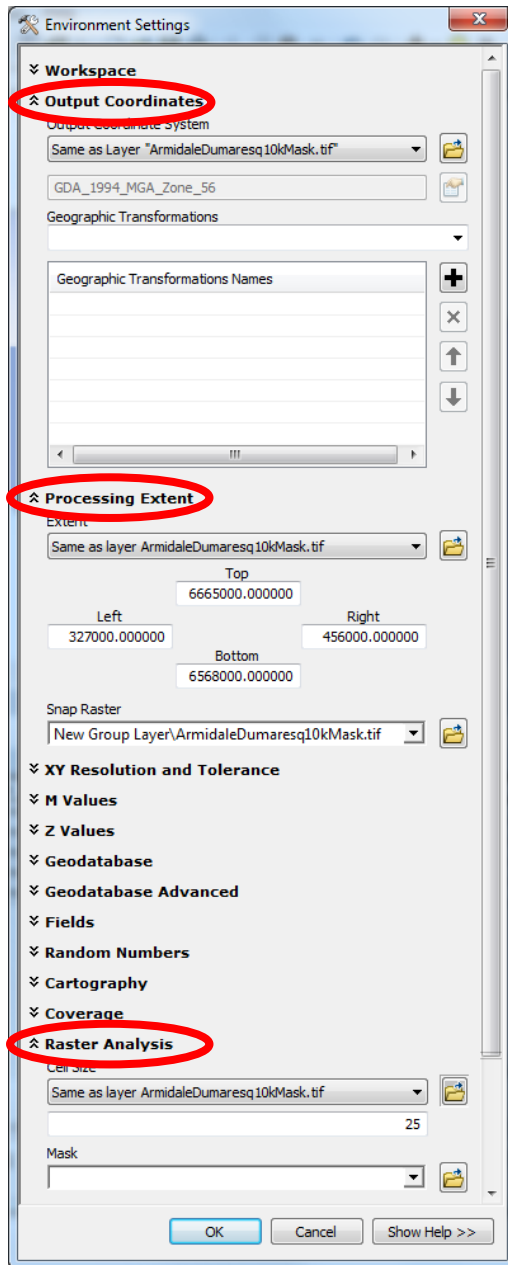 Environment Settings
Workspace
Output Coordinates
Output Coordinate System
Same as Layer "ArmidaleDumaresq10kMask.tif"
GDA_1994_MGA_Zone_56
Geographic Transformations
Geographic Transformations Names
Processing Extent
Extent
Same as layer ArmidaleDumaresq10kMask.tif
Top
6665000.000000
Left Right
327000.000000 456000.000000
Bottom
6568000.000000
Snap Raster
New Group Layer\ArmidaleDumaresq10kMask.tif
XY Resolution and Tolerance
M Values
Z Values
Geodatabase
Geodatabase Advanced
Fields
Random Numbers
Cartography
Coverage
Raster Analysis
Cell Size
Same as layer ArmidaleDumaresq10kMask.tif
25
Mask
OK Cancel Show Help >>